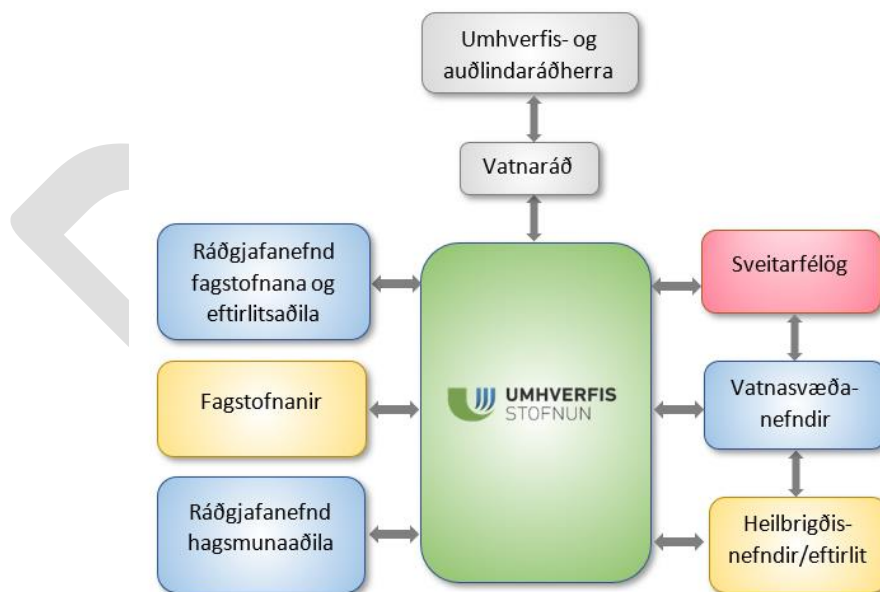 Umhverfis- og
auðlindaráðherra
Vatnaráð
Ráðgjafanefnd
fagstofnana og
eftirlitsaðila
Fagstofnanir
Ráðgjafanefnd
hagsmunaaðila
UMHVERFIS
STOFNUN
Sveitarfélög
Vatnasvæða-
nefndir
Heilbrigðis-
nefndir/eftirlit